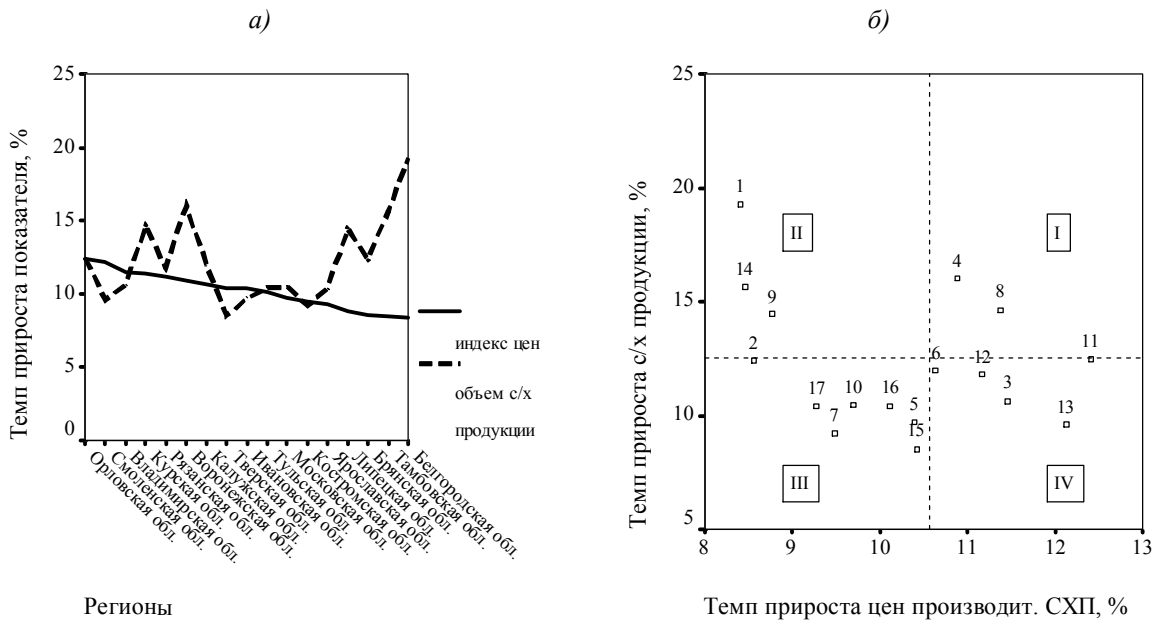 а)
Темп прироста показателя, %
25
20
15
10
5
0
индекс цен
объем с/х
продукции
Орловская обл.
Смоленская обл.
Владимирская обл.
Курская обл.
Рязанская обл.
Воронежская обл.
Калужская обл.
Тверская обл.
Ивановская обл.
Тульская обл.
Московская обл.
Костромская обл.
Ярославская обл.
Липецкая обл.
Брянская обл.
Тамбовская обл.
Белгородская обл.
Регионы
б)
Темп прироста с/х продукции, %
25
20
15
10
5
1
II
I
4
14
9
8
2
6
12
11
17
10
16
5
3
7
15
13
III
IV
8
9
10
11
12
13
Темп прироста цен производит. СХП, %